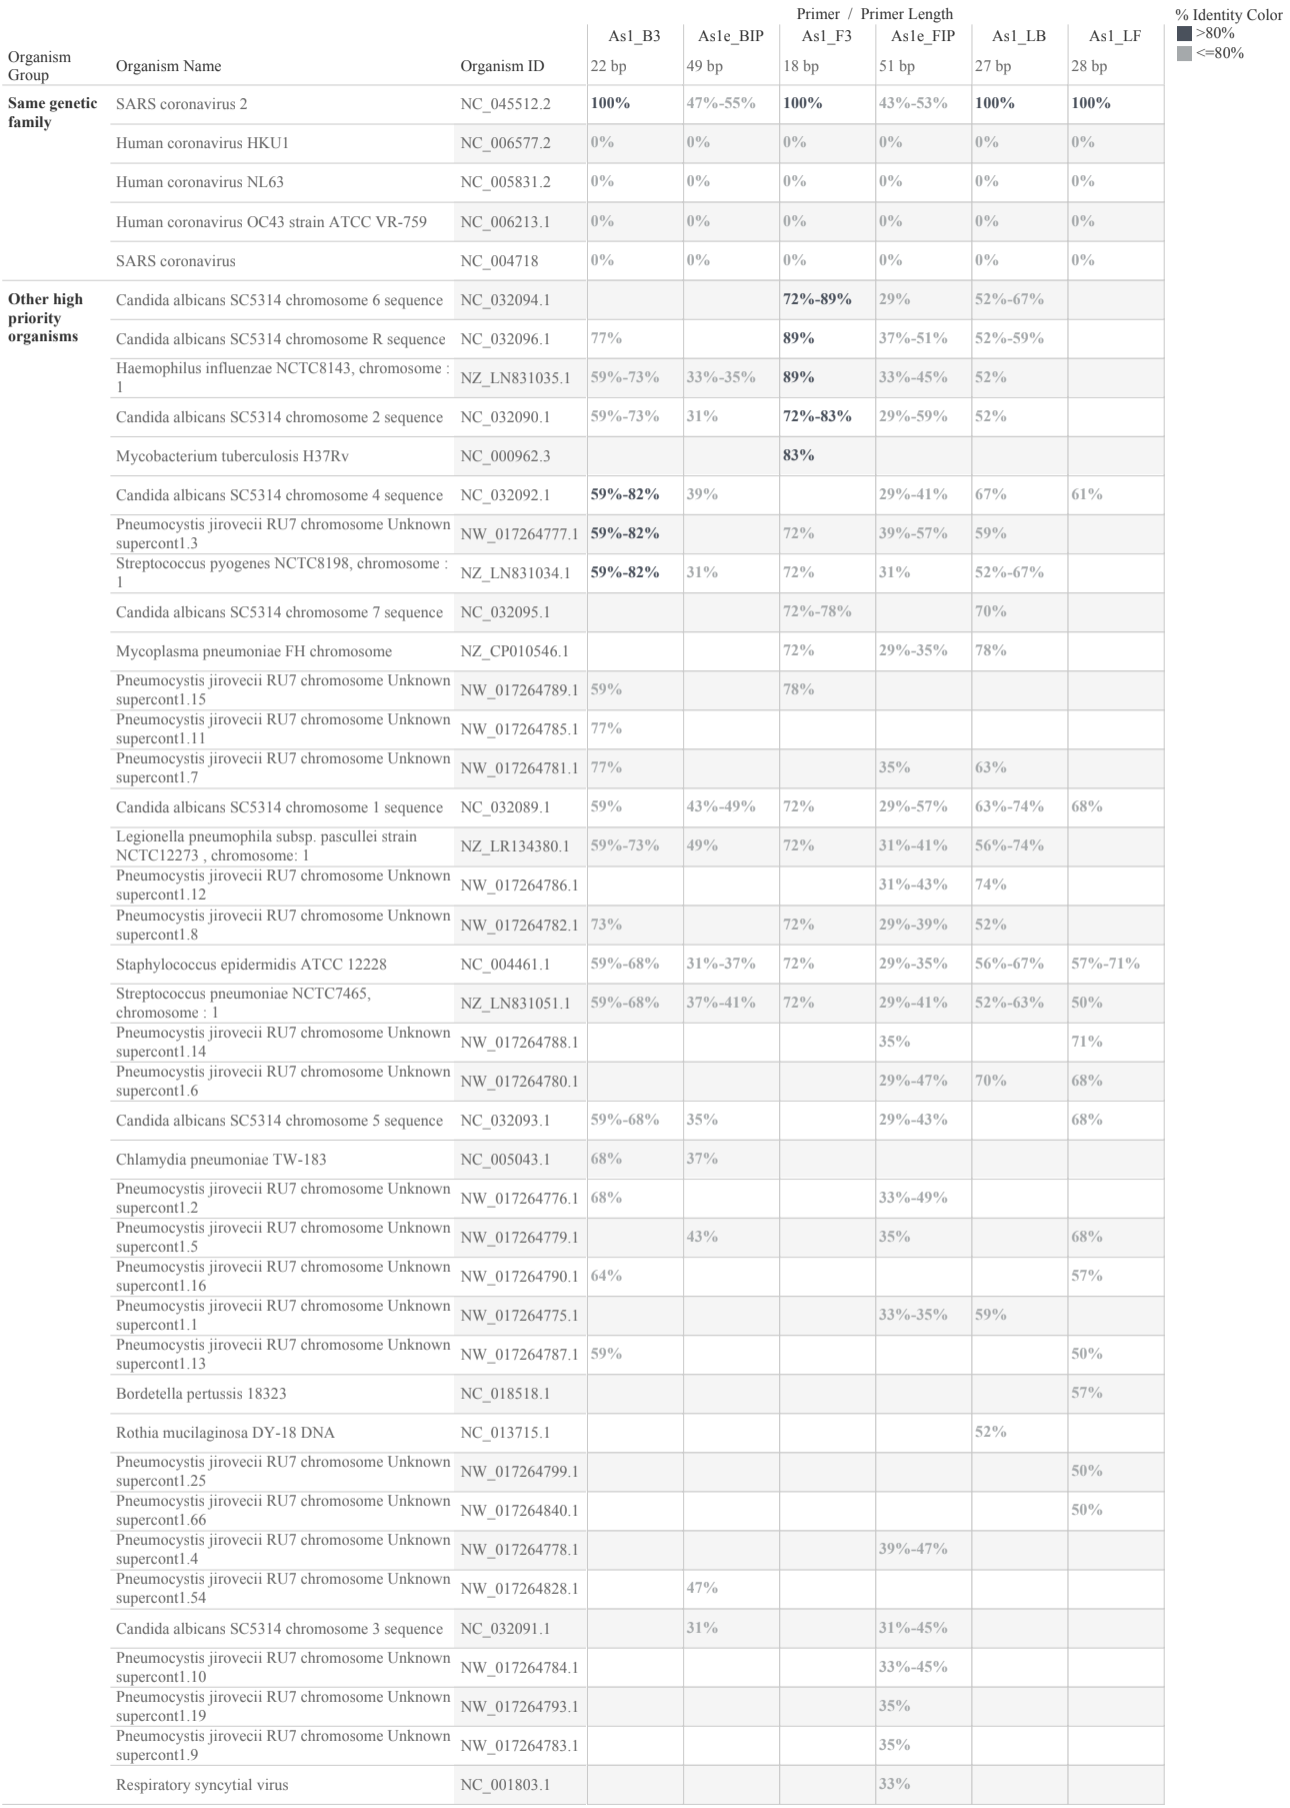 Primer / Primer Length
% Identity Color
>80%
<=80%
As1_B3 As1e_BIP As1_F3 As1e_FIP As1_LB As1_LF
Organism Group Organism Name Organism ID 22 bp 49 bp 18 bp 51 bp 27 bp 28 bp
Same genetic family SARS coronavirus 2 NC_045512.2 100% 47%-55% 100% 43%-53% 100% 100%
Human coronavirus HKU1 NC_006577.2 0% 0% 0% 0% 0% 0%
Human coronavirus NL63 NC_005831.2 0% 0% 0% 0% 0% 0%
Human coronavirus OC43 strain ATCC VR-759 NC_006213.1 0% 0% 0% 0% 0% 0%
SARS coronavirus NC_004718 0% 0% 0% 0% 0% 0%
Other high priority organisms Candida albicans SC5314 chromosome 6 sequence NC_032094.1 72%-89% 29% 52%-67%
Candida albicans SC5314 chromosome R sequence NC_032096.1 77% 89% 37%-51% 52%-59%
Haemophilus influenzae NCTC8143, chromosome : 1 NZ_LN831035.1 59%-73% 33%-35% 89% 33%-45% 52%
Candida albicans SC5314 chromosome 2 sequence NC_032090.1 59%-73% 31% 72%-83% 29%-59% 52%
Mycobacterium tuberculosis H37Rv NC_000962.3 83%
Candida albicans SC5314 chromosome 4 sequence NC_032092.1 59%-82% 39% 29%-41% 67% 61%
Pneumocystis jirovecii RU7 chromosome Unknown supercont1.3 NW_017264777.1 59%-82% 72% 39%-57% 59%
Streptococcus pyogenes NCTC8198, chromosome : 1 NZ_LN831034.1 59%-82% 31% 72% 31% 52%-67%
Candida albicans SC5314 chromosome 7 sequence NC_032095.1 72%-78% 70%
Mycoplasma pneumoniae FH chromosome NZ_CP010546.1 72% 29%-35% 78%
Pneumocystis jirovecii RU7 chromosome Unknown supercont1.15 NW_017264789.1 59% 78%
Pneumocystis jirovecii RU7 chromosome Unknown supercont1.11 NW_017264785.1 77%
Pneumocystis jirovecii RU7 chromosome Unknown supercont1.7 NW_017264781.1 77% 35% 63%
Candida albicans SC5314 chromosome 1 sequence NC_032089.1 59% 43%-49% 72% 29%-57% 63%-74% 68%
Legionella pneumophila subsp. pascullei strain NCTC12273 , chromosome: 1 NZ_LR134380.1 59%-73% 49% 72% 31%-41% 56%-74%
Pneumocystis jirovecii RU7 chromosome Unknown supercont1.12 NW_017264786.1 31%-43% 74%
Pneumocystis jirovecii RU7 chromosome Unknown supercont1.8 NW_017264782.1 73% 72% 29%-39% 52%
Staphylococcus epidermidis ATCC 12228 NC_004461.1 59%-68% 31%-37% 72% 29%-35% 56%-67% 57%-71%
Streptococcus pneumoniae NCTC7465, chromosome : 1 NZ_LN831051.1 59%-68% 37%-41% 72% 29%-41% 52%-63% 50%
Pneumocystis jirovecii RU7 chromosome Unknown supercont1.14 NW_017264788.1 35% 71%
Pneumocystis jirovecii RU7 chromosome Unknown supercont1.6 NW_017264780.1 29%-47% 70% 68%
Candida albicans SC5314 chromosome 5 sequence NC_032093.1 59%-68% 35% 29%-43% 68%
Chlamydia pneumoniae TW-183 NC_005043.1 68% 37%
Pneumocystis jirovecii RU7 chromosome Unknown supercont1.2 NW_017264776.1 68% 33%-49%
Pneumocystis jirovecii RU7 chromosome Unknown supercont1.5 NW_017264779.1 43% 35% 68%
Pneumocystis jirovecii RU7 chromosome Unknown supercont1.16 NW_017264790.1 64% 57%
Pneumocystis jirovecii RU7 chromosome Unknown supercont1.1 NW_017264775.1 33%-35% 59%
Pneumocystis jirovecii RU7 chromosome Unknown supercont1.13 NW_017264787.1 59% 50%
Bordetella pertussis 18323 NC_018518.1 57%
Rothia mucilaginosa DY-18 DNA NC_013715.1 52%
Pneumocystis jirovecii RU7 chromosome Unknown supercont1.25 NW_017264799.1 50%
Pneumocystis jirovecii RU7 chromosome Unknown supercont1.66 NW_017264840.1 50%
Pneumocystis jirovecii RU7 chromosome Unknown supercont1.4 NW_017264778.1 39%-47%
Pneumocystis jirovecii RU7 chromosome Unknown supercont1.54 NW_017264828.1 47%
Candida albicans SC5314 chromosome 3 sequence NC_032091.1 31% 31%-45%
Pneumocystis jirovecii RU7 chromosome Unknown supercont1.10 NW_017264784.1 33%-45%
Pneumocystis jirovecii RU7 chromosome Unknown supercont1.19 NW_017264793.1 35%
Pneumocystis jirovecii RU7 chromosome Unknown supercont1.9 NW_017264783.1 35%
Respiratory syncytial virus NC_001803.1 33%